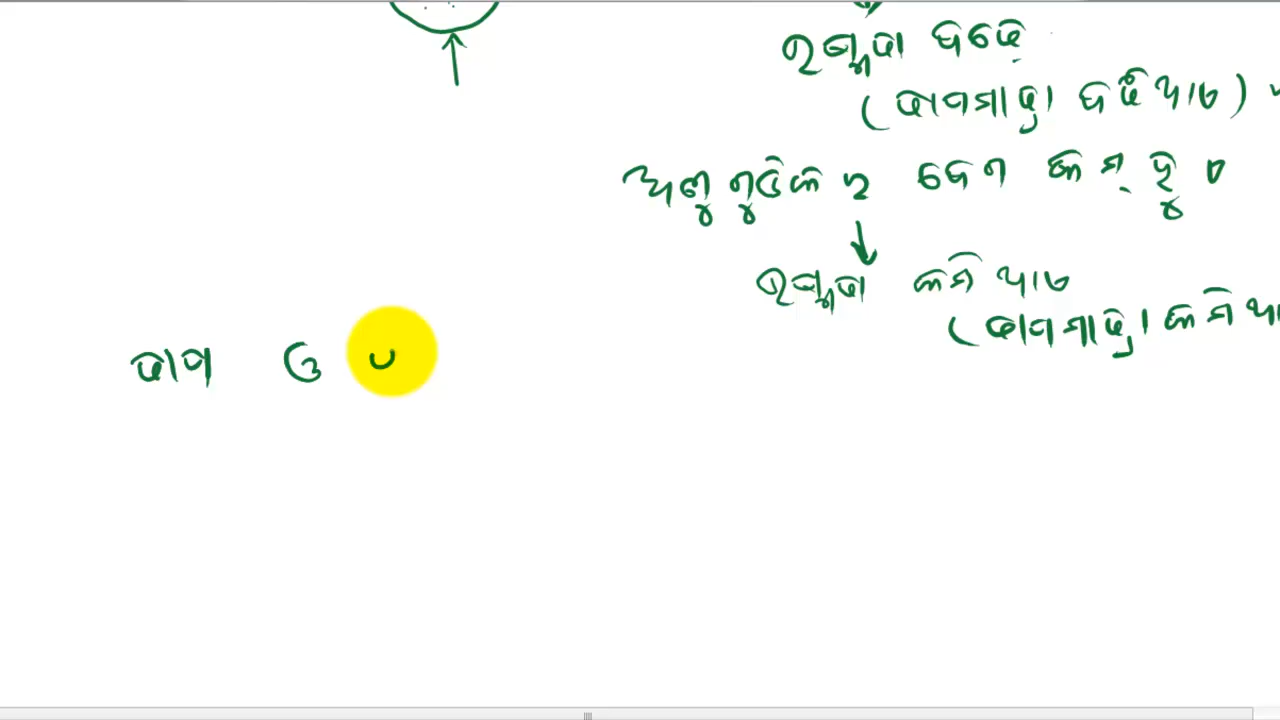 ଉଷ୍ମତା ବଢେ
(ତାପମାତ୍ରା ବଢିଯାଏ)
ଅଣୁଗୁଡିକର ବେଗ କମ୍ ହୁଏ
ଉଷ୍ମତା କମିଯାଏ
(ତାପମାତ୍ରା କମିଯା
ତାପ ଓ